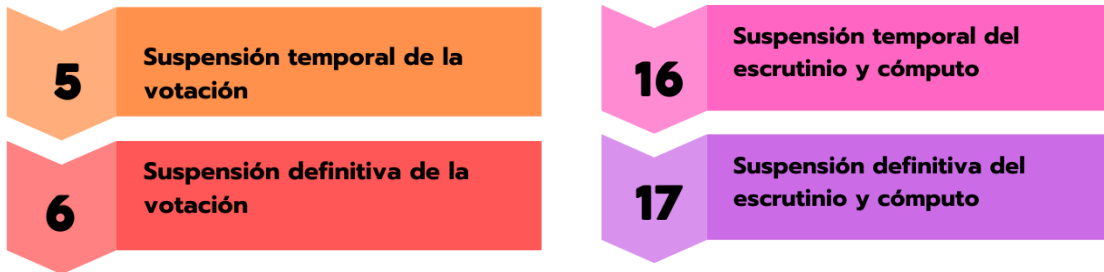 5
Suspensión temporal de la
votación
6
Suspensión definitiva de la
votación
16
Suspensión temporal del
escrutinio y cómputo
17
Suspensión definitiva del
escrutinio y cómputo